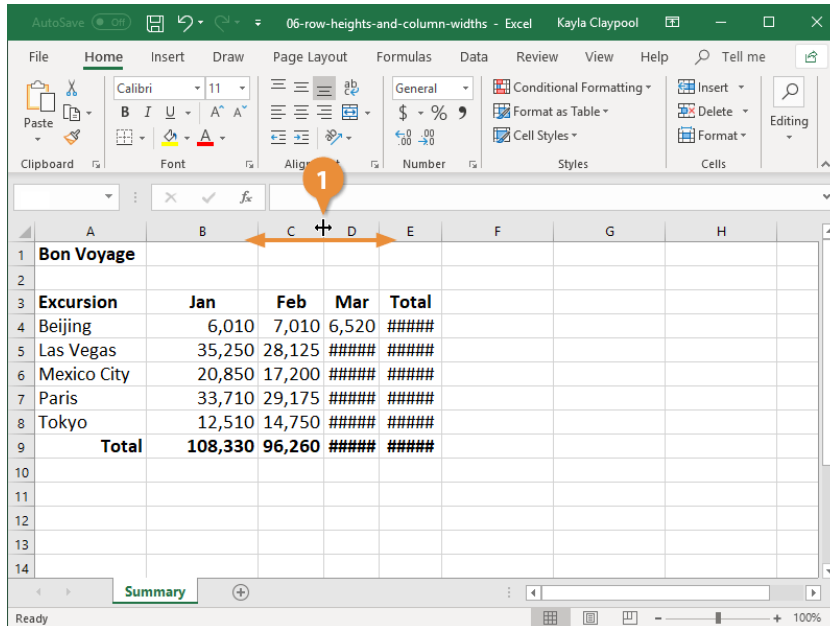 AutoSave Off 06-row-heights-and-column-widths - Excel Kayla Claypool
File Home Insert Draw Page Layout Formulas Data Review View Help Tell me
Calibri 11 ab c General Conditional Formatting Insert
Paste B I U A A $ % 9 Format as Table Delete Editing
A .00 .00 Cell Styles Format
Clipboard Font Number Styles Cells
1
fx
A B C D E F G H
1 Bon Voyage
2
3 Excursion Jan Feb Mar Total
4 Beijing 6,010 7,010 6,520 #####
5 Las Vegas 35,250 28,125 ##### #####
6 Mexico City 20,850 17,200 ##### #####
7 Paris 33,710 29,175 ##### #####
8 Tokyo 12,510 14,750 ##### #####
9 Total 108,330 96,260 ##### #####
10
11
12
13
14
Summary
Ready 100%